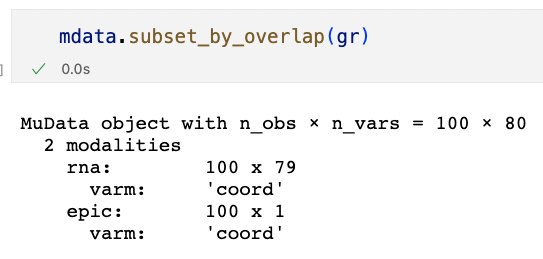 mdata.subset_by_overlap(gr)
] ✓ 0.0s
MuData object with n_obs × n_vars = 100 × 80
2 modalities
rna: 100 x 79
varm: 'coord'
epic: 100 x 1
varm: 'coord'